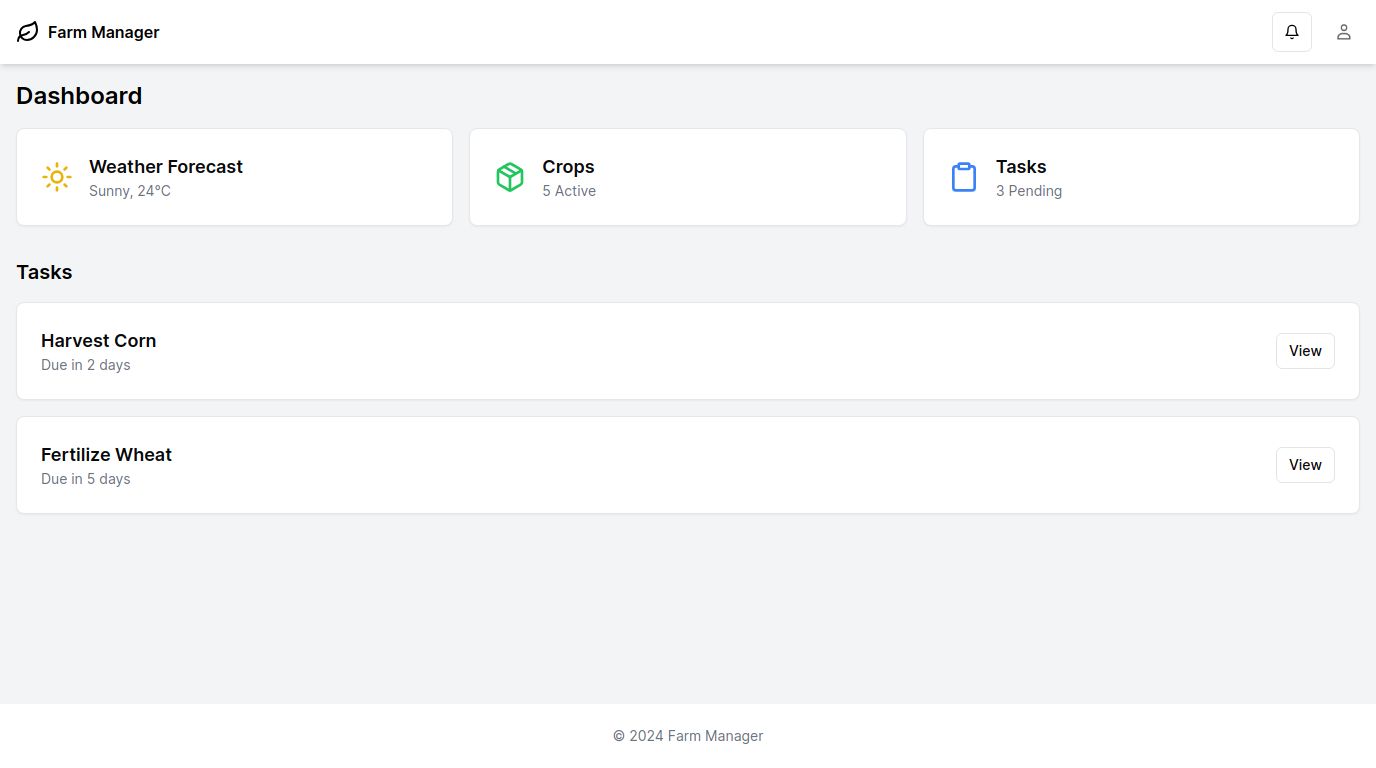 Farm Manager
Dashboard
Weather Forecast
Sunny, 24°C
Crops
5 Active
Tasks
3 Pending
Tasks
Harvest Corn
Due in 2 days
View
Fertilize Wheat
Due in 5 days
View
© 2024 Farm Manager